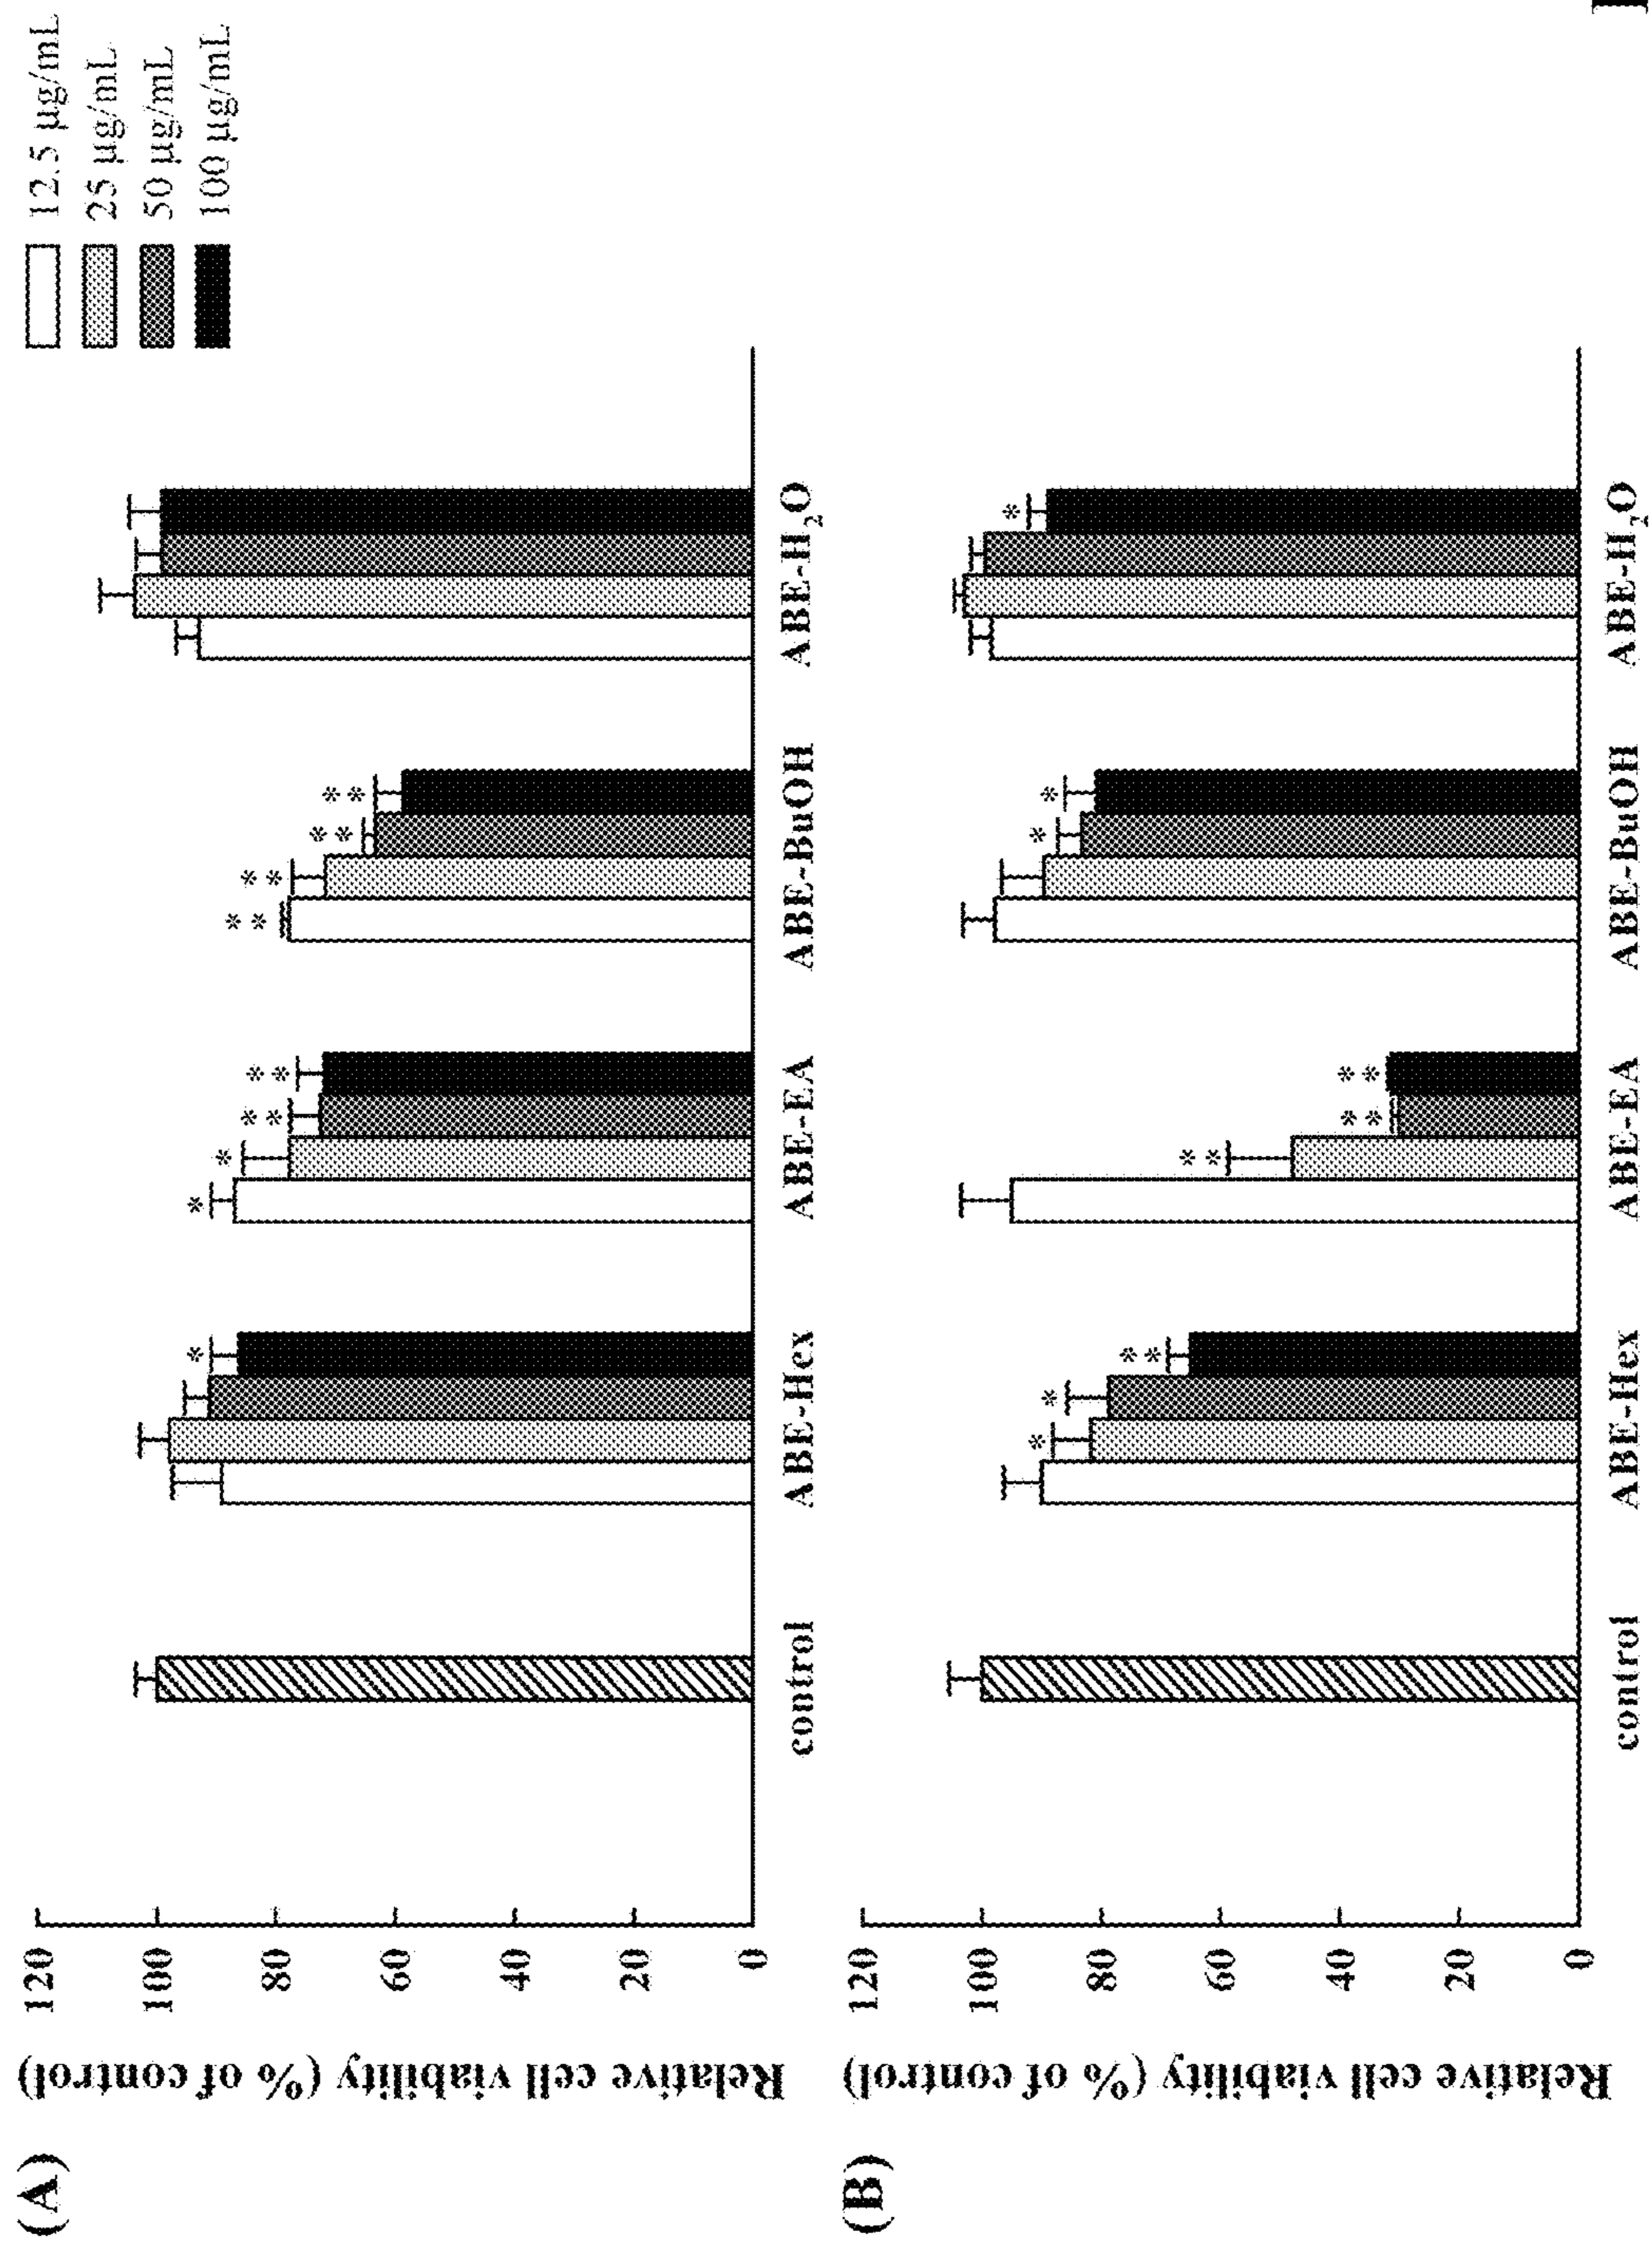 12.5 µg/mL
25 µg/mL
50 µg/mL
100 µg/mL
(A)
Relative cell viability (% of control)
120
100
80
60
40
20
0
*
* *
* *
* *
* *
* *
* *
*
*
control
ABE-Hex
ABE-EA
ABE-BuOH
ABE-H₂O
(B)
Relative cell viability (% of control)
120
100
80
60
40
20
0
*
*
* *
* *
* *
* *
*
*
*
control
ABE-Hex
ABE-EA
ABE-BuOH
ABE-H₂O